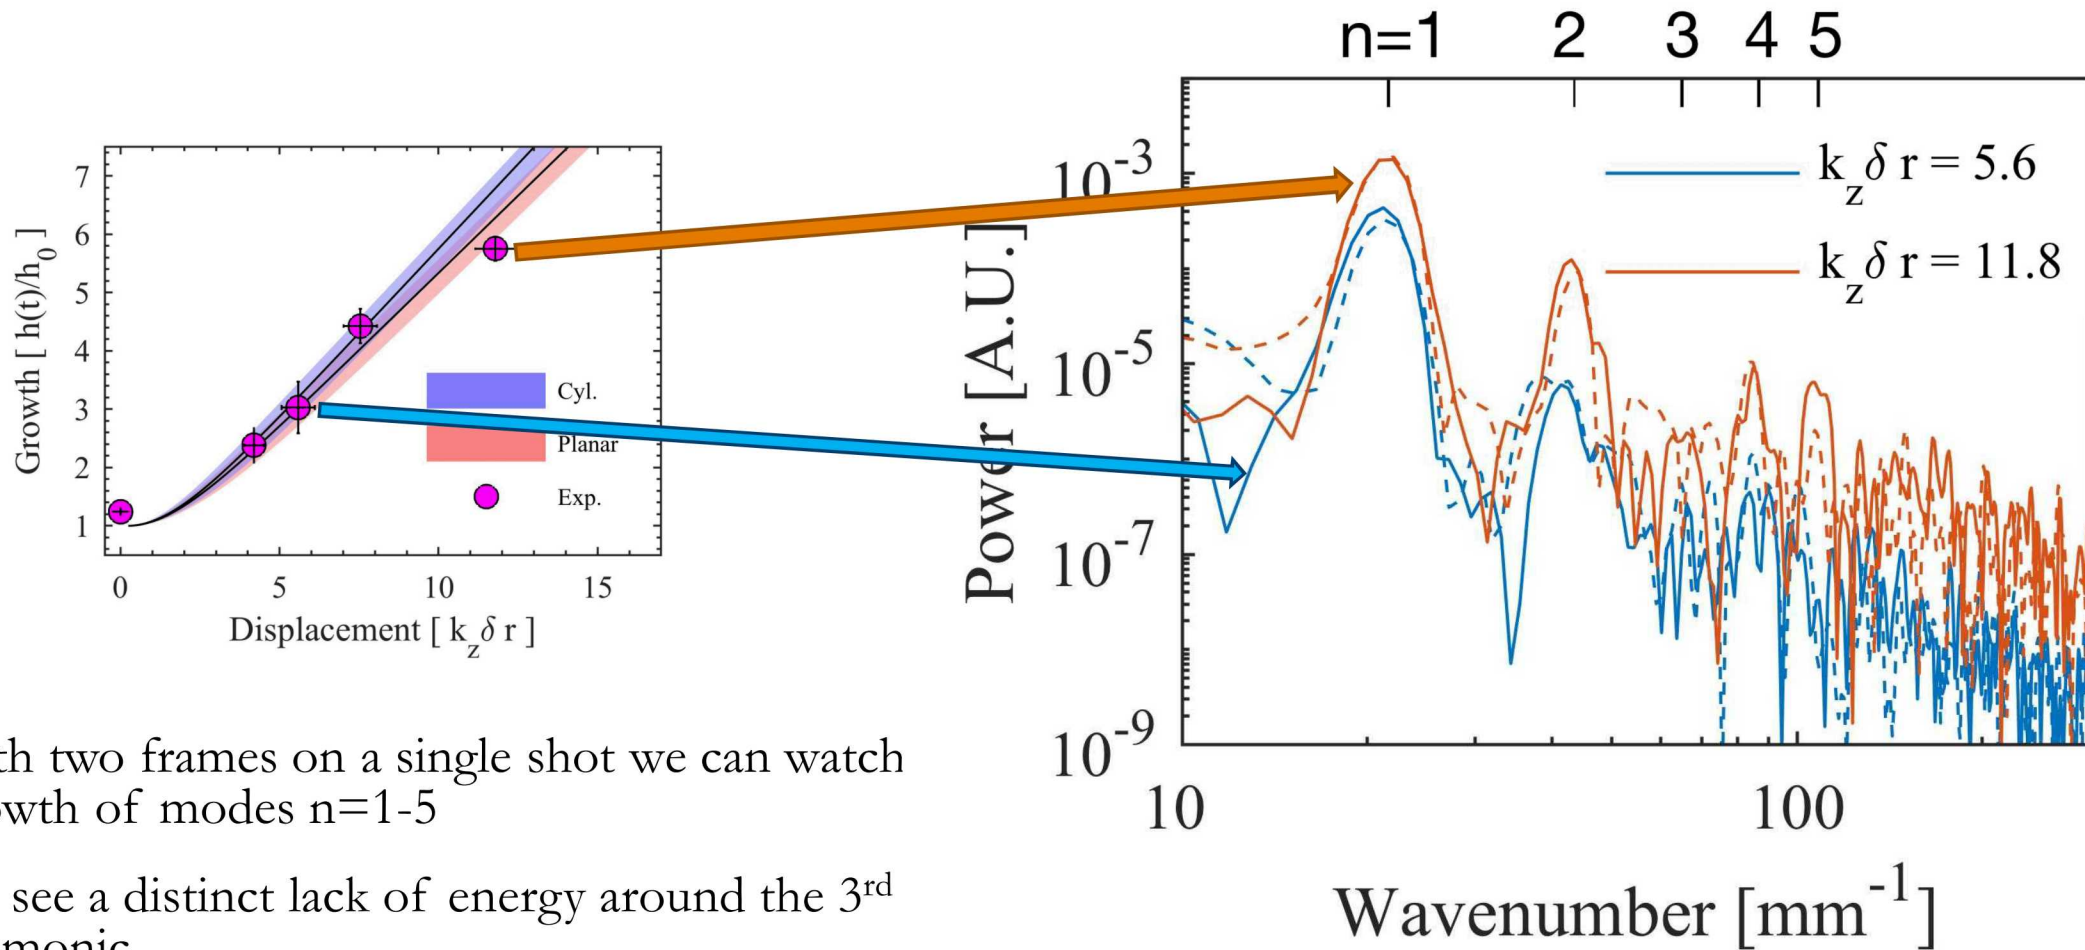 n=1 2 3 4 5
10-3
10-5
10-7
10-9
Power [A.U.]
kzδ r = 5.6
kzδ r = 11.8
10 100
Wavenumber [mm-1]
7
6
5
4
3
2
1
Growth [ h(t)/h0 ]
Cyl.
Planar
Exp.
0 5 10 15
Displacement [ kzδ r ]
th two frames on a single shot we can watch
wth of modes n=1-5
see a distinct lack of energy around the 3rd
monic